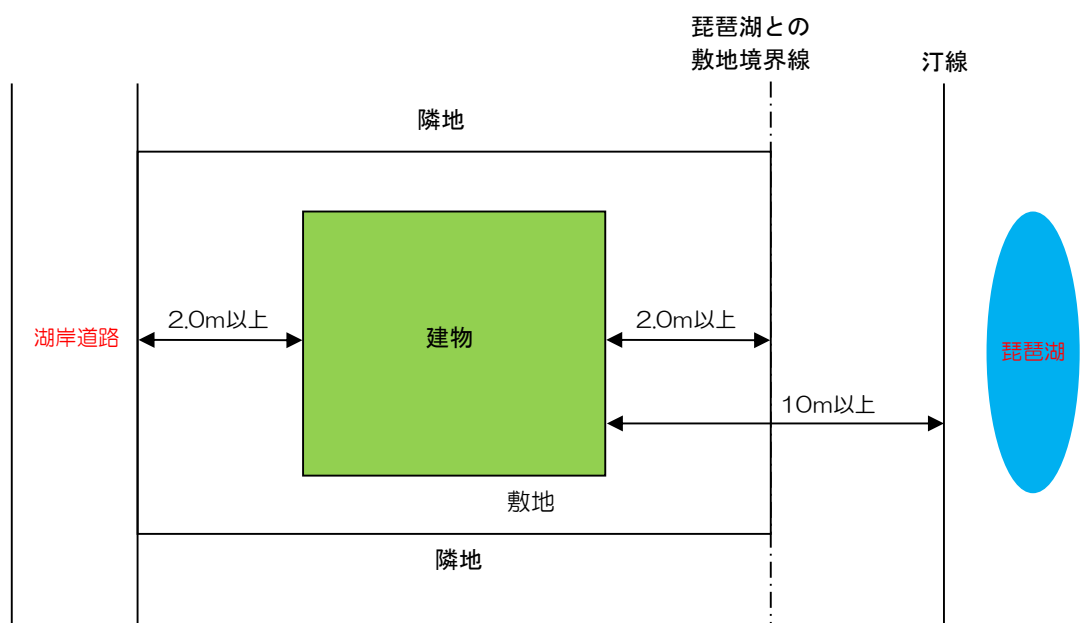 琵琶湖との
敷地境界線
汀線
隣地
2.0m以上
2.0m以上
湖岸道路
建物
琵琶湖
10m以上
敷地
隣地